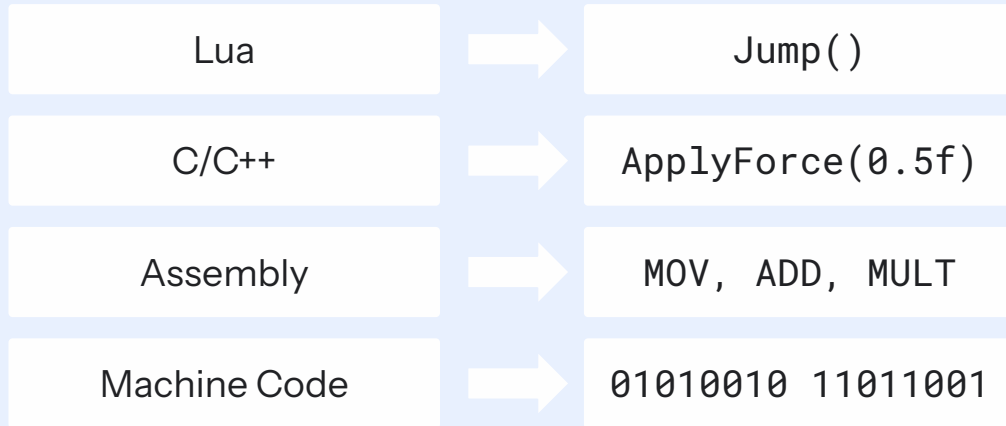 Lua
Jump()
C/C++
ApplyForce(0.5f)
Assembly
MOV, ADD, MULT
Machine Code
01010010 11011001